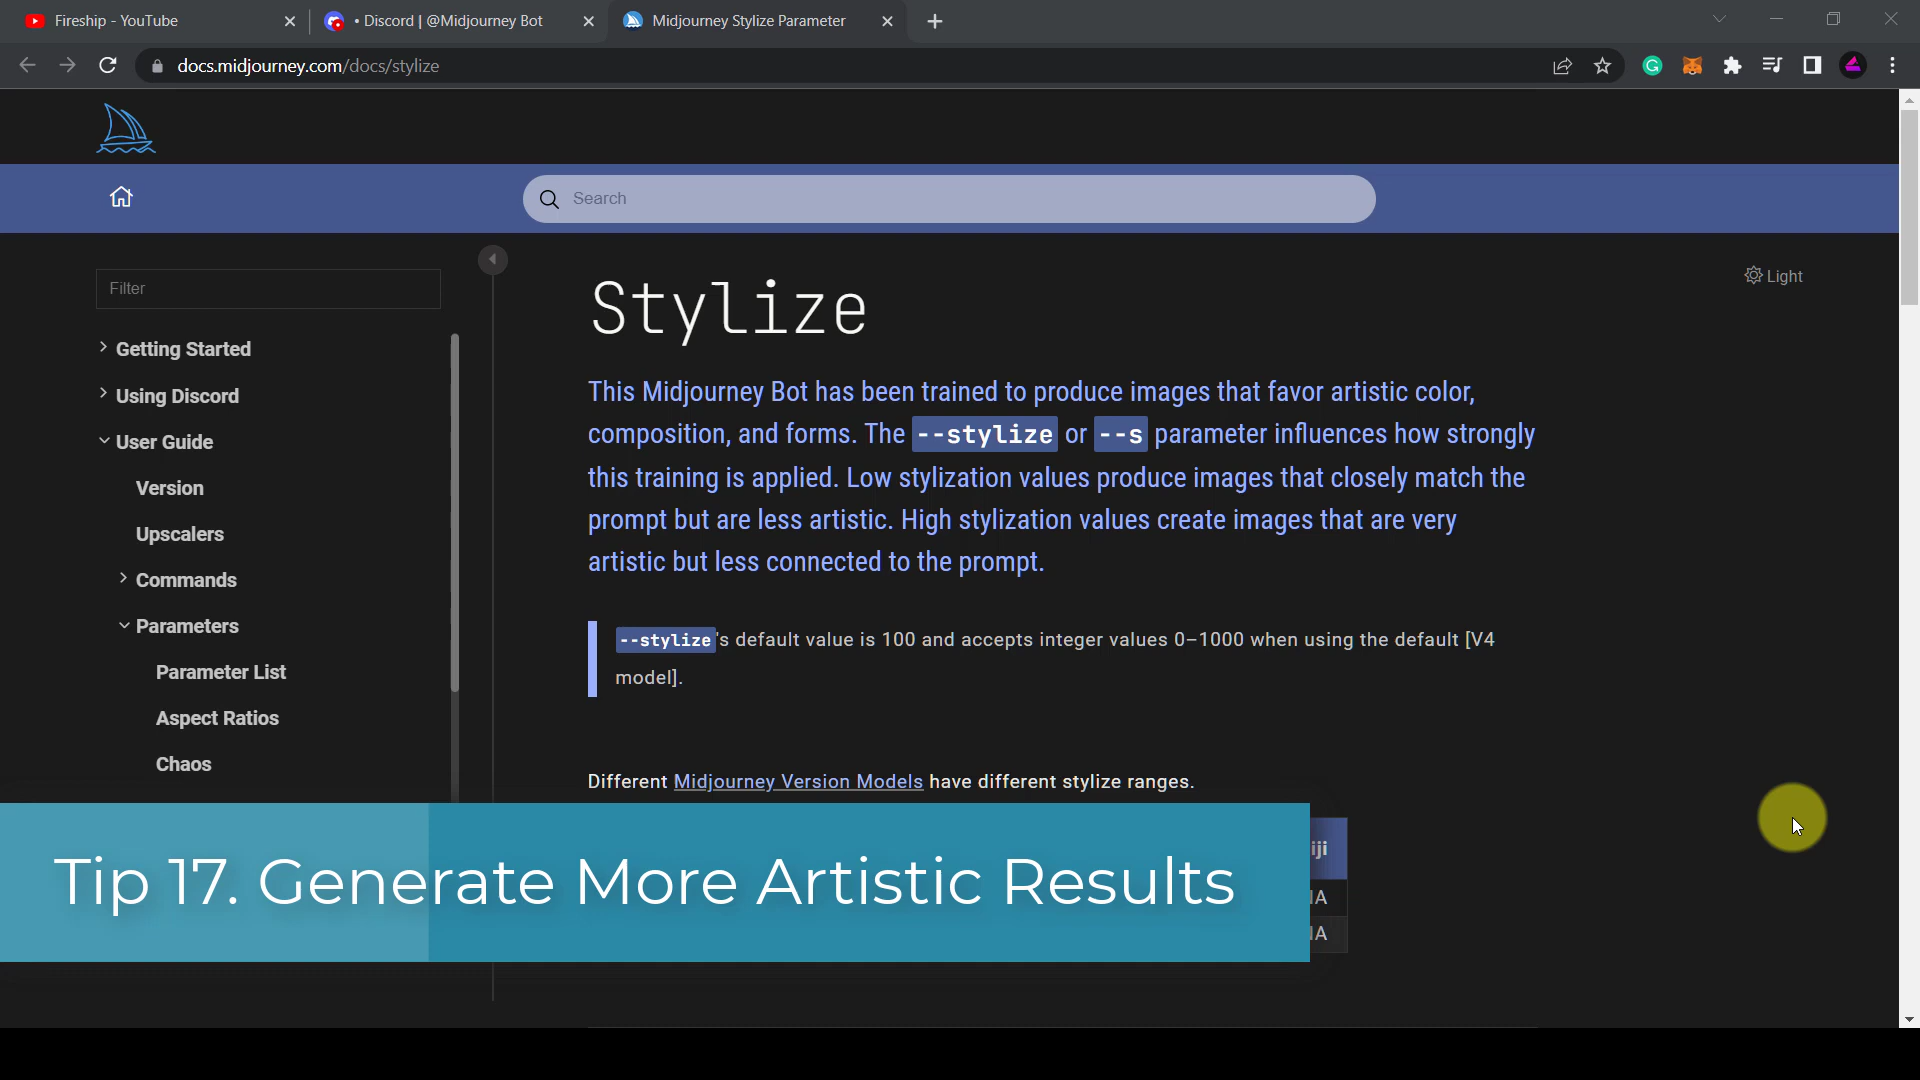 Fireship - YouTube
• Discord | @Midjourney Bot
Midjourney Stylize Parameter
docs.midjourney.com/docs/stylize
Search
Filter
Light
Getting Started
Using Discord
User Guide
Version
Upscalers
Commands
Parameters
Parameter List
Aspect Ratios
Chaos
Stylize
This Midjourney Bot has been trained to produce images that favor artistic color,
composition, and forms. The --stylize or --s parameter influences how strongly
this training is applied. Low stylization values produce images that closely match the
prompt but are less artistic. High stylization values create images that are very
artistic but less connected to the prompt.
--stylize's default value is 100 and accepts integer values 0–1000 when using the default [V4
model].
Different Midjourney Version Models have different stylize ranges.
Tip 17. Generate More Artistic Results